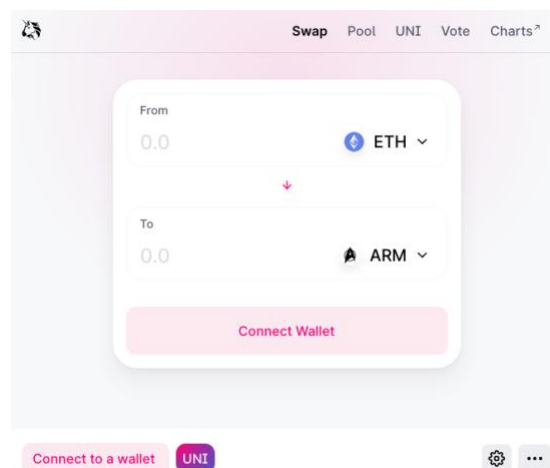 Swap Pool UNI Vote Charts↗
From
0.0 ETH
To
0.0 ARM
Connect Wallet
Connect to a wallet UNI